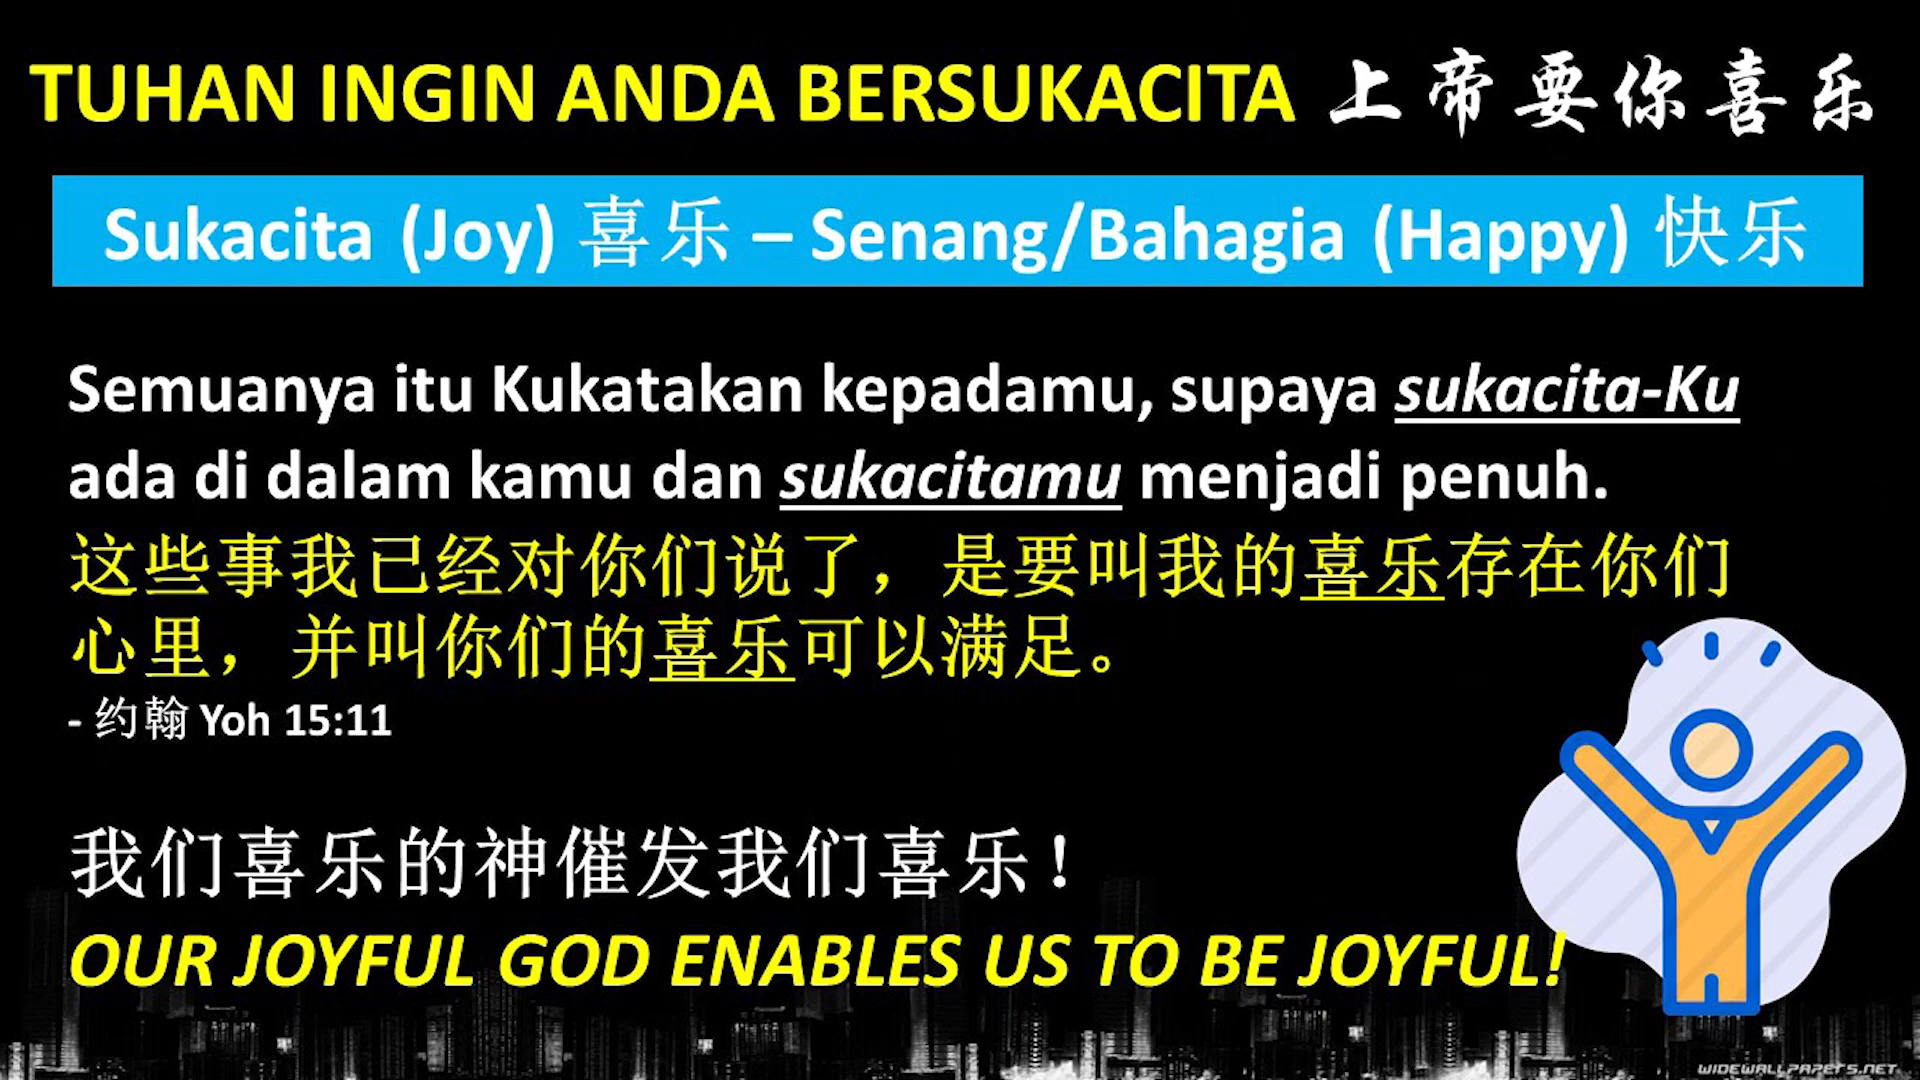 TUHAN INGIN ANDA BERSUKACITA 上帝要你喜乐
Sukacita (Joy) 喜乐 – Senang/Bahagia (Happy) 快乐
Semuanya itu Kukatakan kepadamu, supaya sukacita-Ku
ada di dalam kamu dan sukacitamu menjadi penuh.
这些事我已经对你们说了，是要叫我的喜乐存在你们
心里，并叫你们的喜乐可以满足。
- 约翰 Yoh 15:11
我们喜乐的神催发我们喜乐！
OUR JOYFUL GOD ENABLES US TO BE JOYFUL!
WIDEWALLPAPERS.NET